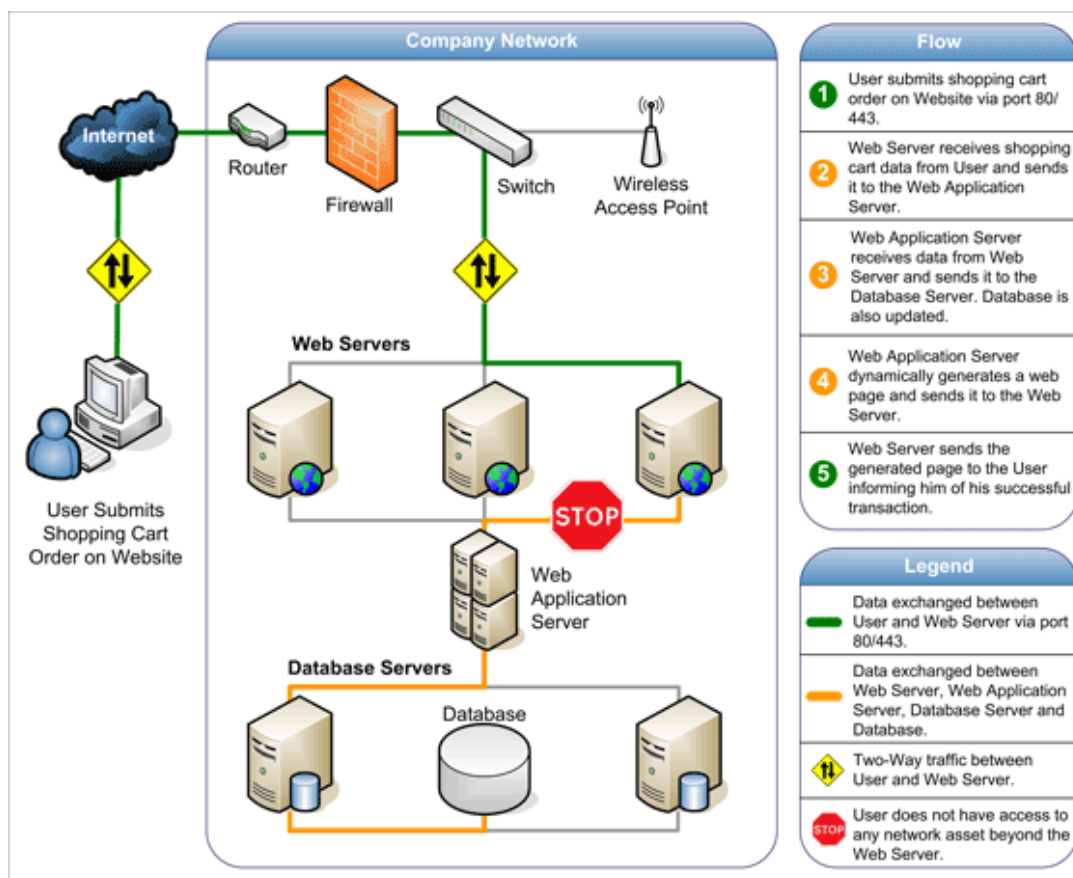 Company Network
Internet
Router
Firewall
Switch
Wireless
Access Point
Web Servers
User Submits
Shopping Cart
Order on Website
STOP
Web
Application
Server
Database Servers
Database
Flow
1
User submits shopping cart
order on Website via port 80/
443.
2
Web Server receives shopping
cart data from User and sends
it to the Web Application
Server.
3
Web Application Server
receives data from Web
Server and sends it to the
Database Server. Database is
also updated.
4
Web Application Server
dynamically generates a web
page and sends it to the Web
Server.
5
Web Server sends the
generated page to the User
informing him of his successful
transaction.
Legend
Data exchanged between
User and Web Server via port
80/443.
Data exchanged between
Web Server, Web Application
Server, Database Server and
Database.
Two-Way traffic between
User and Web Server.
STOP
User does not have access to
any network asset beyond the
Web Server.